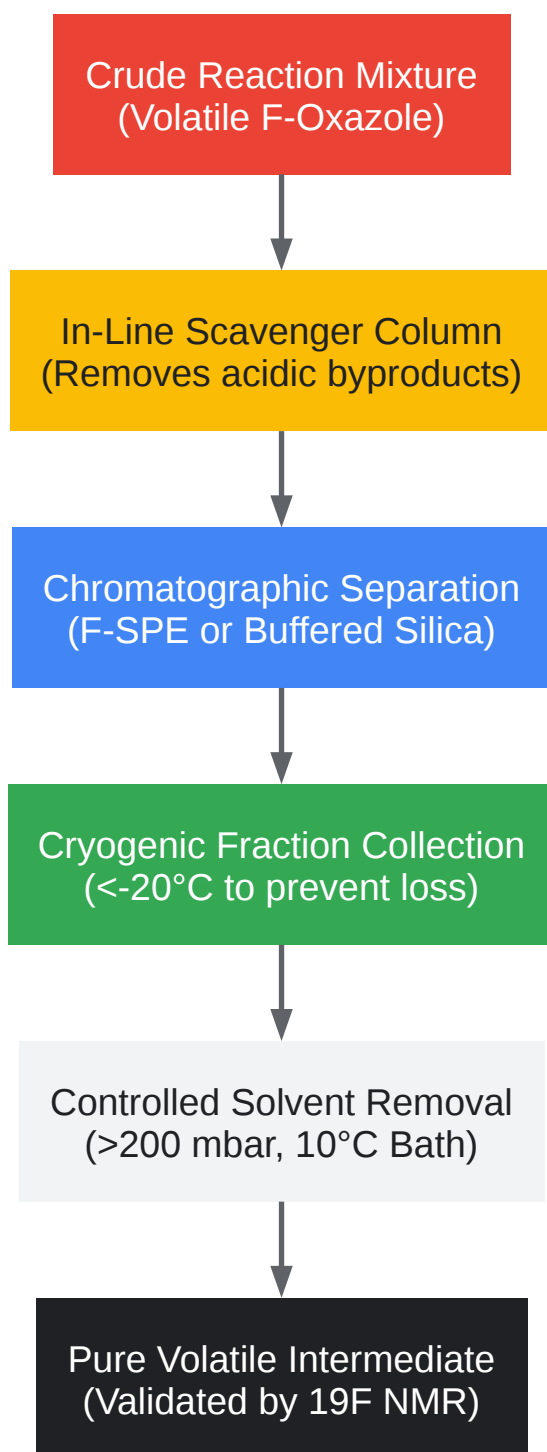 Crude Reaction Mixture
(Volatile F-Oxazole)
In-Line Scavenger Column
(Removes acidic byproducts)
Chromatographic Separation
(F-SPE or Buffered Silica)
Cryogenic Fraction Collection
(<-20°C to prevent loss)
Controlled Solvent Removal
(>200 mbar, 10°C Bath)
Pure Volatile Intermediate
(Validated by 19F NMR)